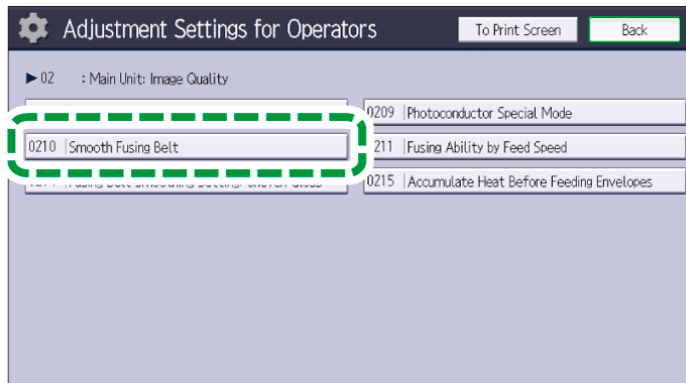 Adjustment Settings for Operators
To Print Screen
Back
02 : Main Unit: Image Quality
0209 Photoconductor Special Mode
0210 Smooth Fusing Belt
211 Fusing Ability by Feed Speed
0215 Accumulate Heat Before Feeding Envelopes